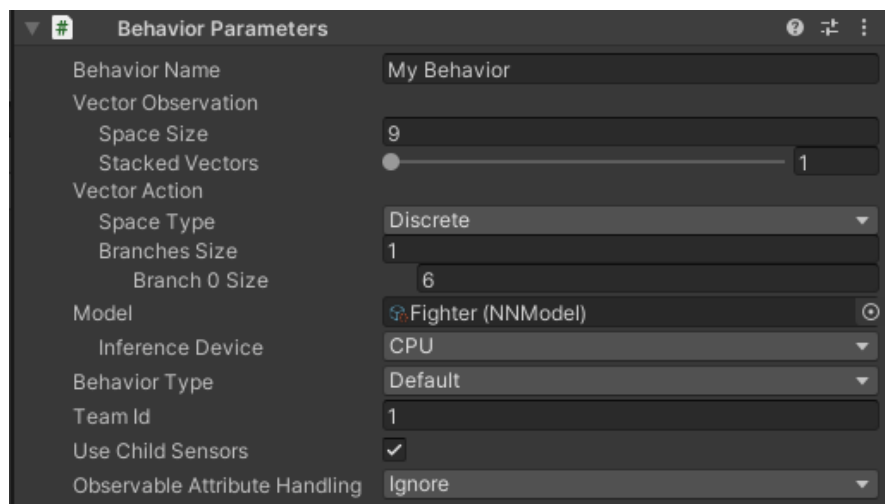 # Behavior Parameters
Behavior Name My Behavior
Vector Observation
Space Size 9
Stacked Vectors 1
Vector Action
Space Type Discrete
Branches Size 1
Branch 0 Size 6
Model Fighter (NNModel)
Inference Device CPU
Behavior Type Default
Team Id 1
Use Child Sensors
Observable Attribute Handling Ignore